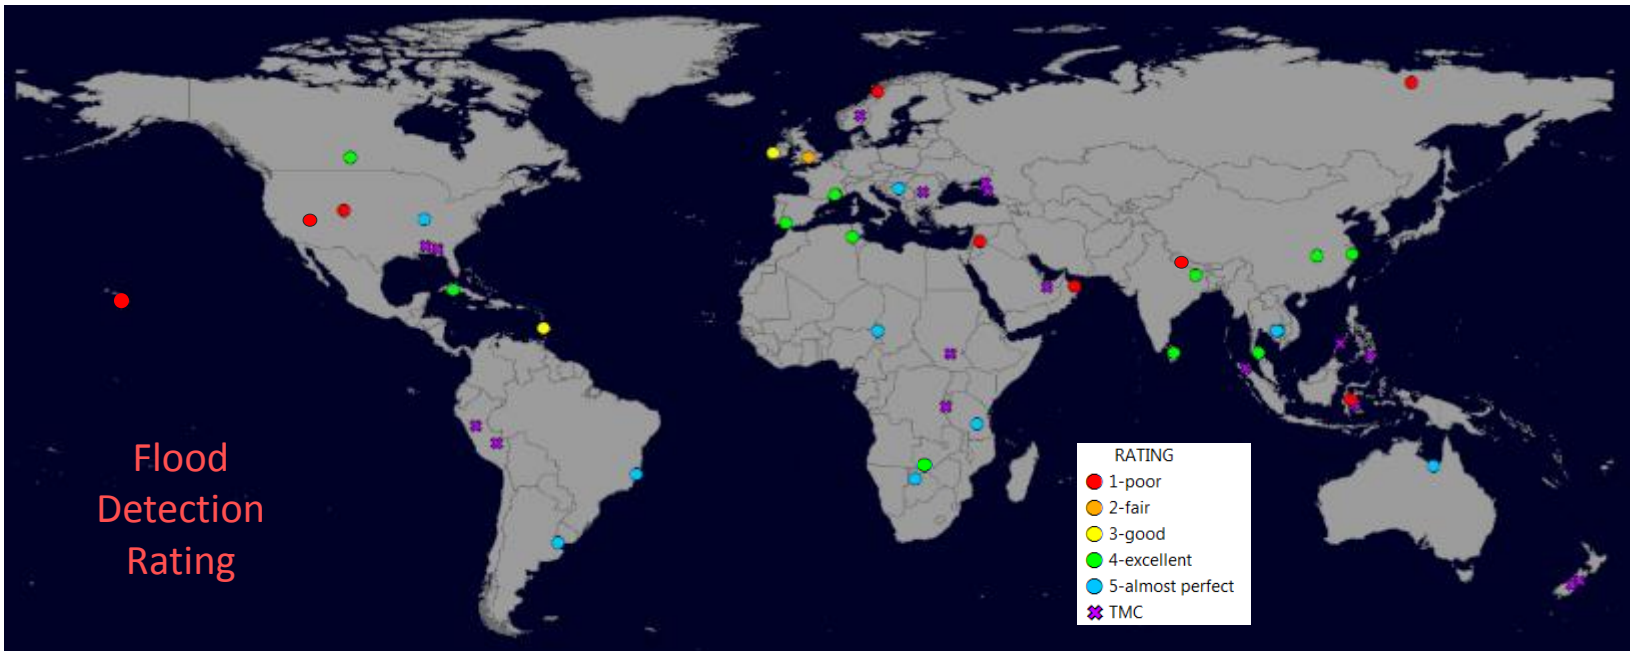 Flood
Detection
Rating
RATING
1-poor
2-fair
3-good
4-excellent
5-almost perfect
TMC